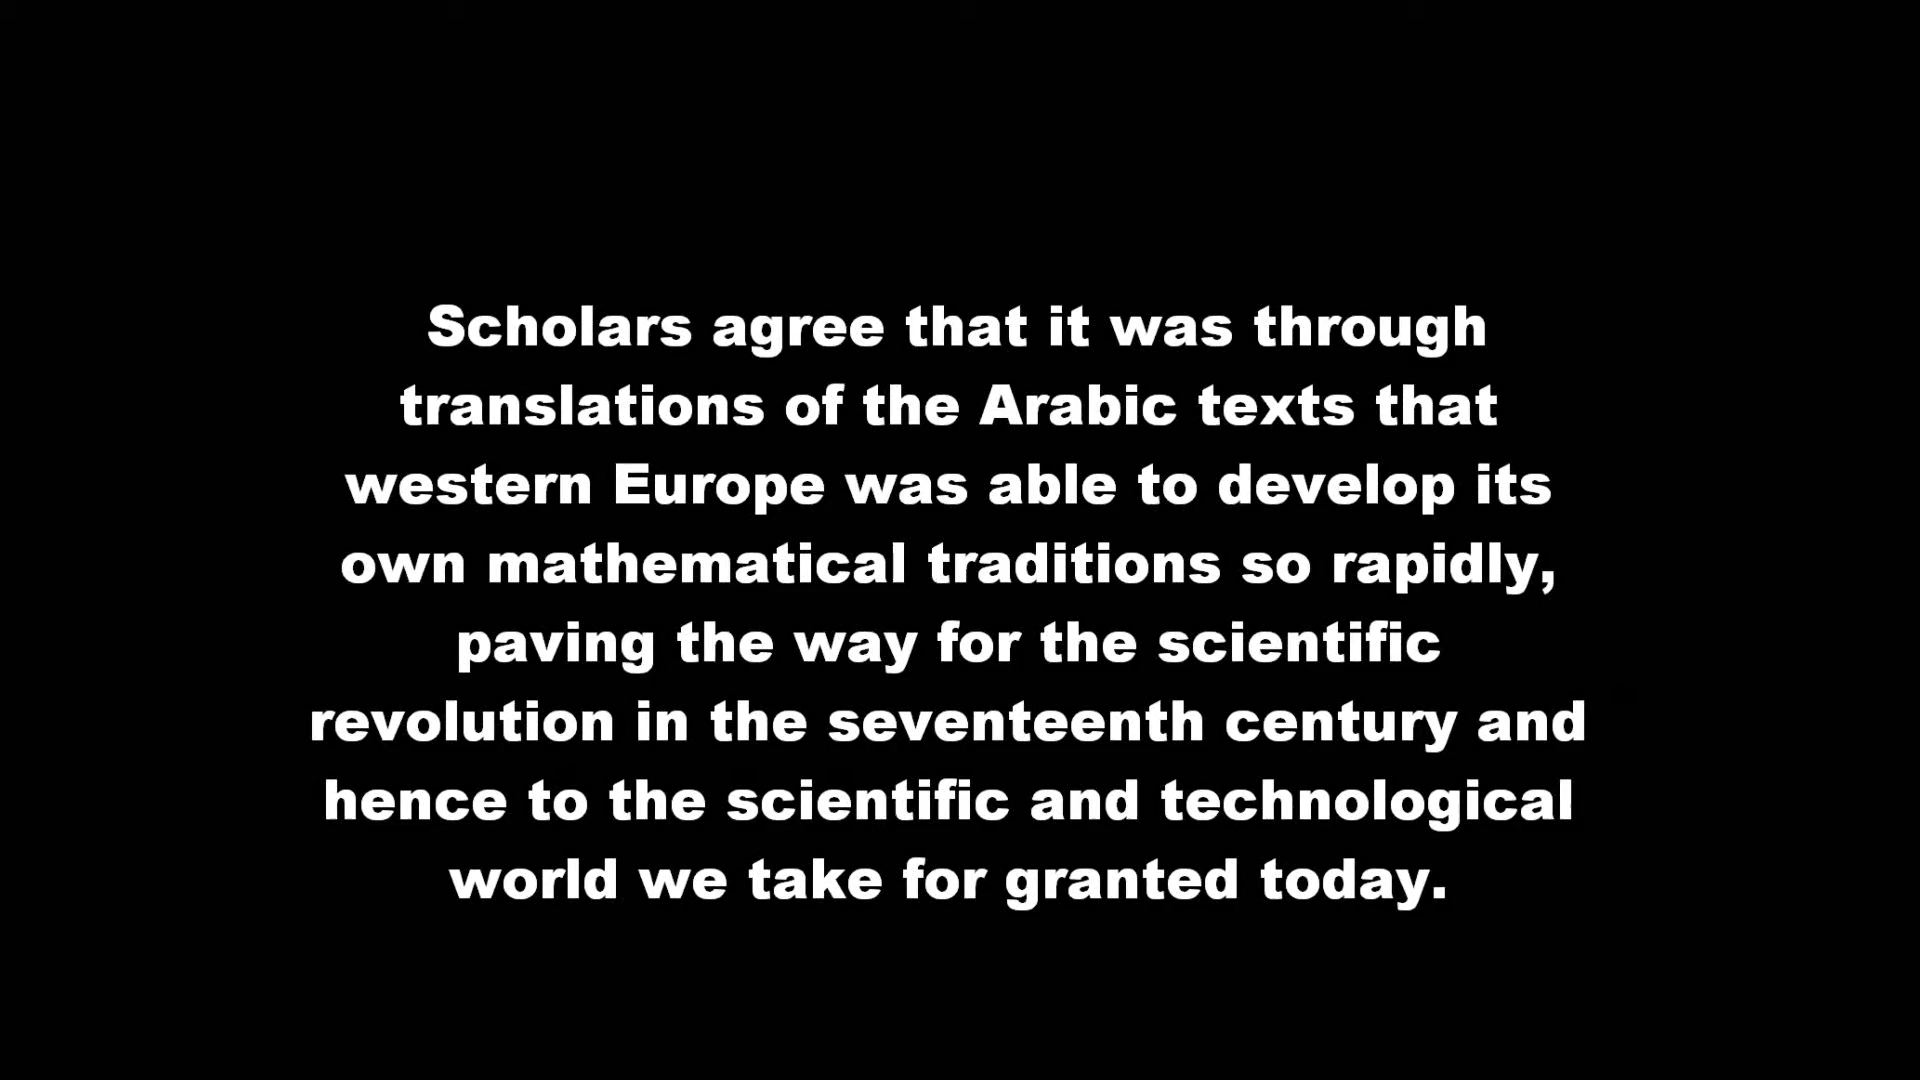 Scholars agree that it was through
translations of the Arabic texts that
western Europe was able to develop its
own mathematical traditions so rapidly,
paving the way for the scientific
revolution in the seventeenth century and
hence to the scientific and technological
world we take for granted today.